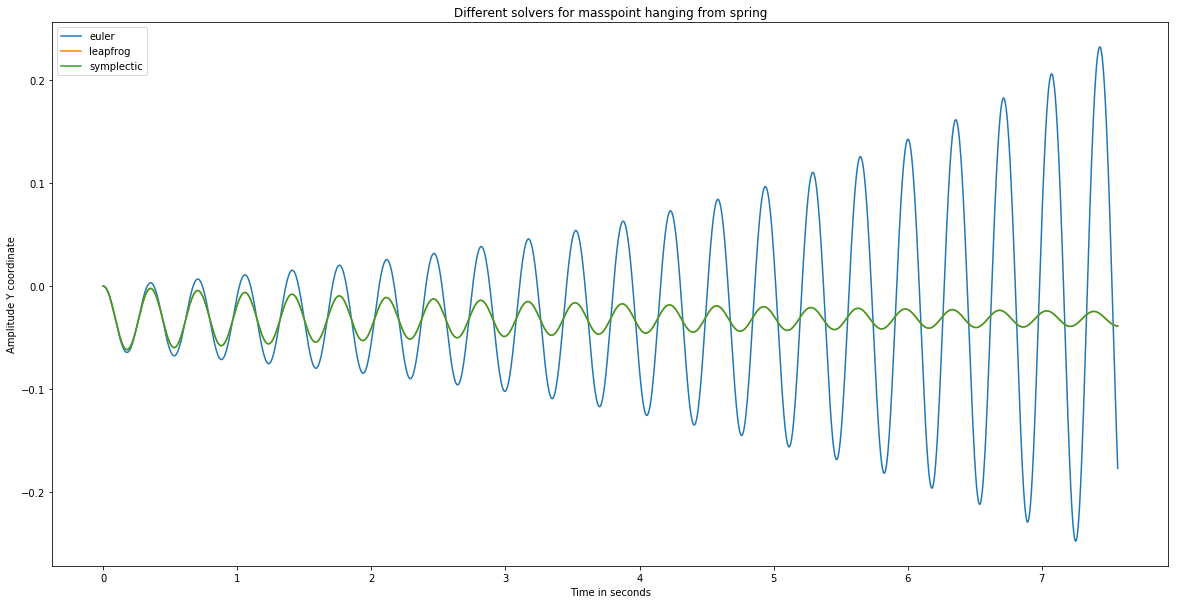 Different solvers for masspoint hanging from spring
euler
leapfrog
symplectic
Amplitude Y coordinate
0.2
0.1
0.0
−0.1
−0.2
0 1 2 3 4 5 6 7
Time in seconds